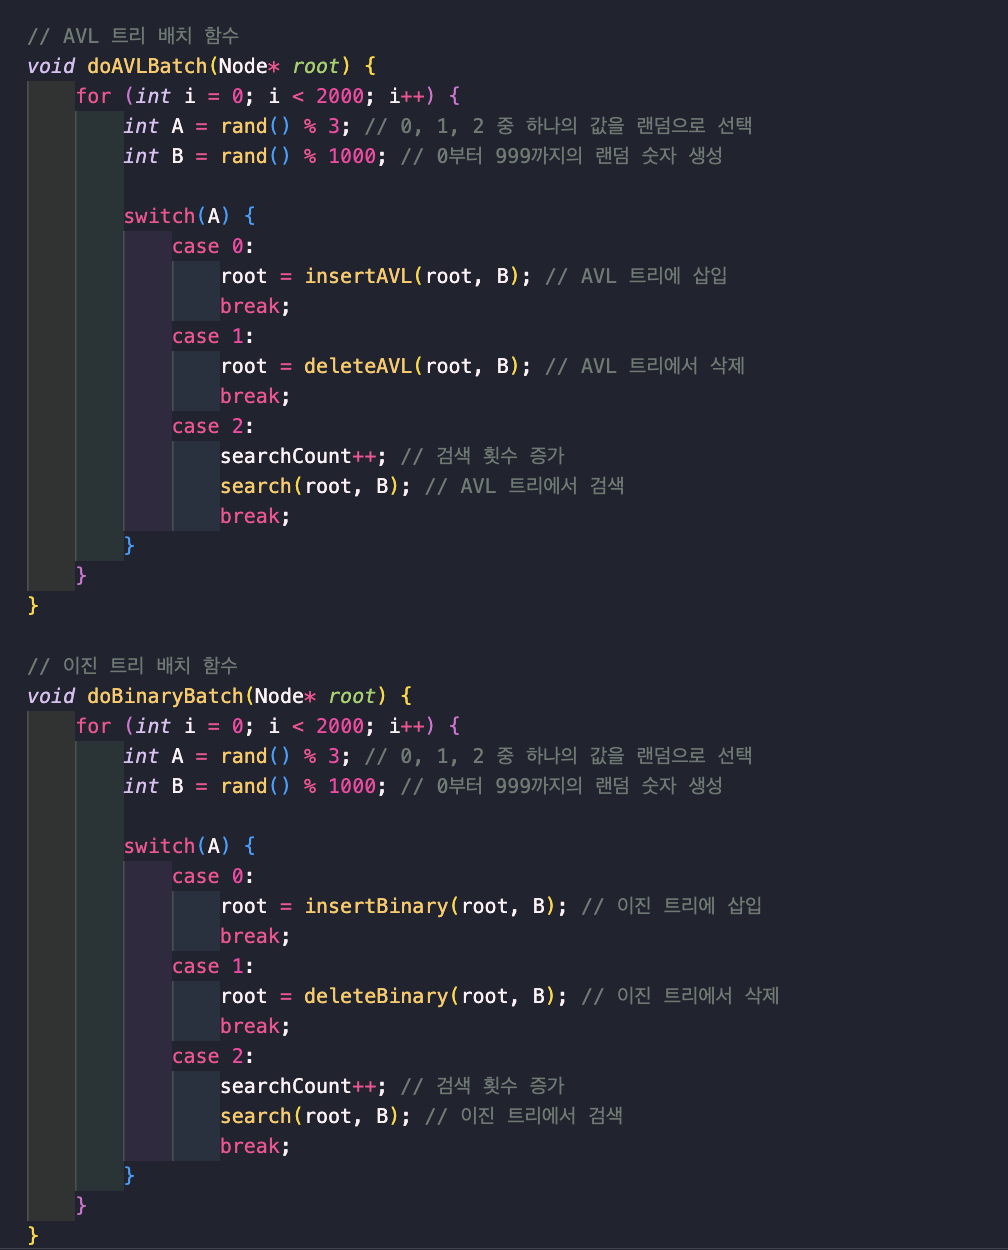 // AVL 트리 배치 함수
void doAVLBatch(Node* root) {
for (int i = 0; i < 2000; i++) {
int A = rand() % 3; // 0, 1, 2 중 하나의 값을 랜덤으로 선택
int B = rand() % 1000; // 0부터 999까지의 랜덤 숫자 생성
switch(A) {
case 0:
root = insertAVL(root, B); // AVL 트리에 삽입
break;
case 1:
root = deleteAVL(root, B); // AVL 트리에서 삭제
break;
case 2:
searchCount++; // 검색 횟수 증가
search(root, B); // AVL 트리에서 검색
break;
}
}
}
// 이진 트리 배치 함수
void doBinaryBatch(Node* root) {
for (int i = 0; i < 2000; i++) {
int A = rand() % 3; // 0, 1, 2 중 하나의 값을 랜덤으로 선택
int B = rand() % 1000; // 0부터 999까지의 랜덤 숫자 생성
switch(A) {
case 0:
root = insertBinary(root, B); // 이진 트리에 삽입
break;
case 1:
root = deleteBinary(root, B); // 이진 트리에서 삭제
break;
case 2:
searchCount++; // 검색 횟수 증가
search(root, B); // 이진 트리에서 검색
break;
}
}
}